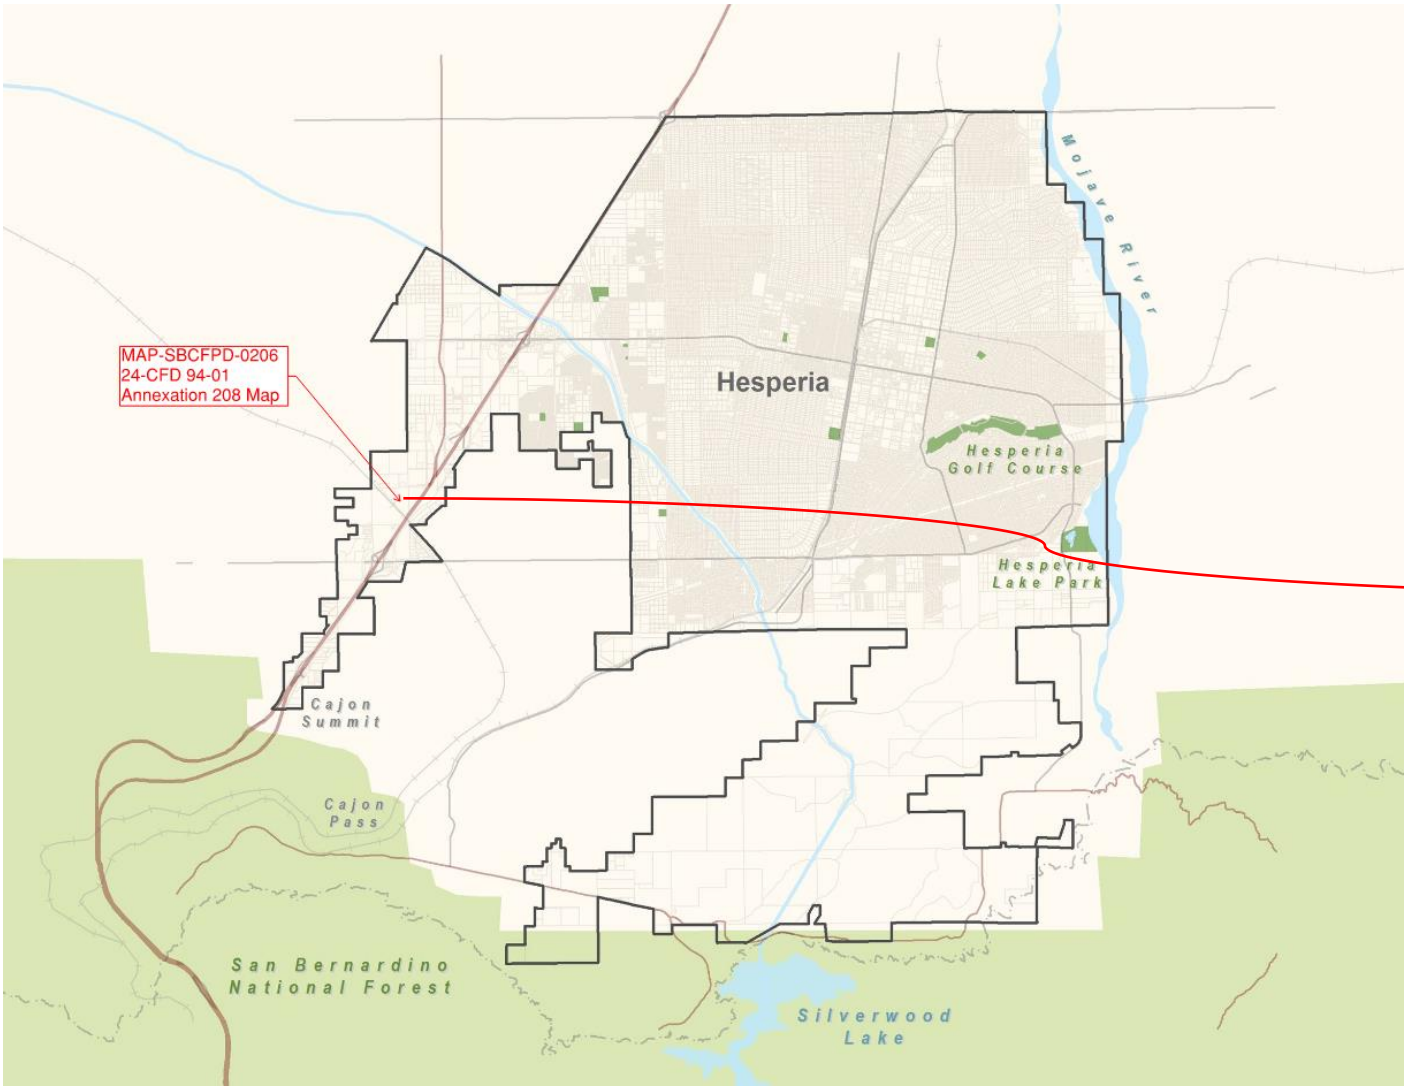 Mojave River
MAP-SBCFPD-0206
24-CFD 94-01
Annexation 208 Map
Hesperia
Hesperia
Golf Course
Hesperia
Lake Park
Cajon
Summit
Cajon
Pass
San Bernardino
National Forest
Silverwood
Lake